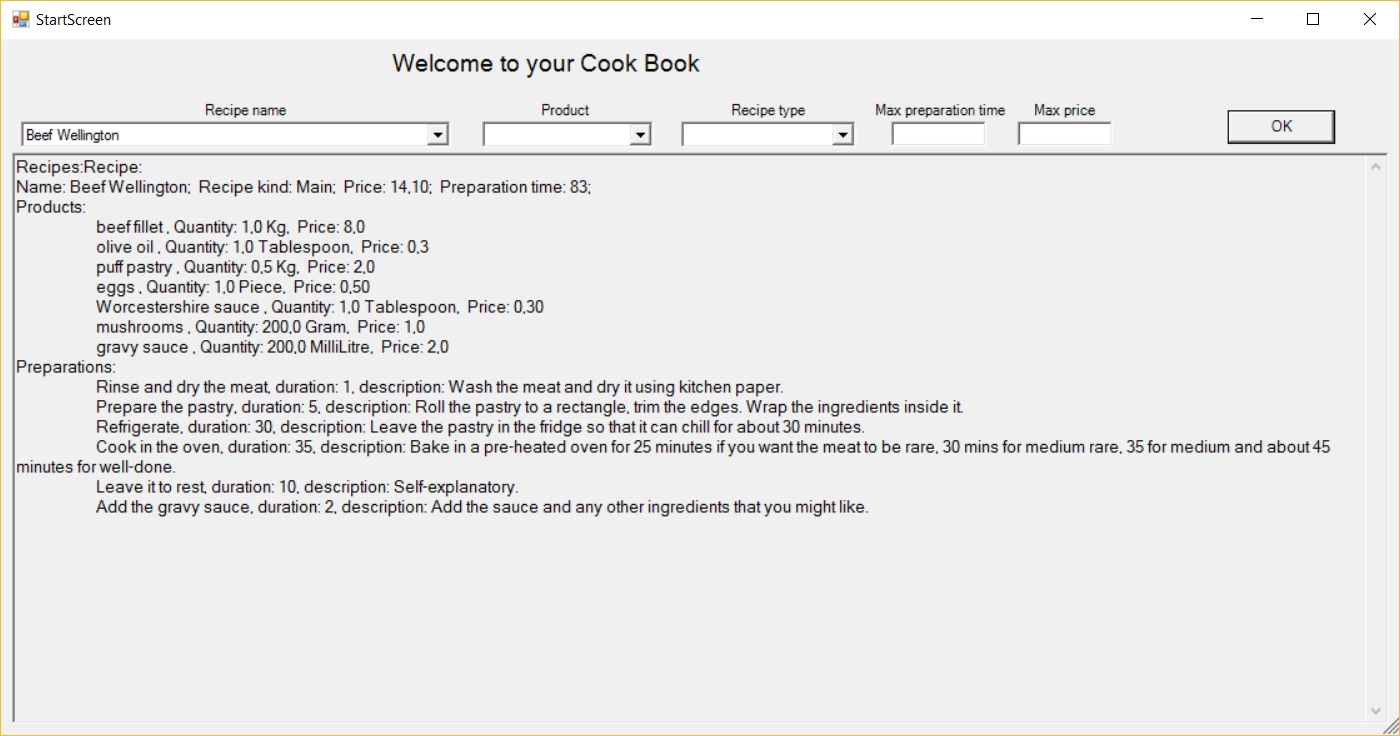 StartScreen
Welcome to your Cook Book
Recipe name Product Recipe type Max preparation time Max price
Beef Wellington
OK
Recipes:Recipe:
Name: Beef Wellington;  Recipe kind: Main;  Price: 14,10;  Preparation time: 83;
Products:
beef fillet , Quantity: 1,0 Kg,  Price: 8,0
olive oil , Quantity: 1,0 Tablespoon,  Price: 0,3
puff pastry , Quantity: 0,5 Kg,  Price: 2,0
eggs , Quantity: 1,0 Piece,  Price: 0,50
Worcestershire sauce , Quantity: 1,0 Tablespoon,  Price: 0,30
mushrooms , Quantity: 200,0 Gram,  Price: 1,0
gravy sauce , Quantity: 200,0 MilliLitre,  Price: 2,0
Preparations:
Rinse and dry the meat, duration: 1, description: Wash the meat and dry it using kitchen paper.
Prepare the pastry, duration: 5, description: Roll the pastry to a rectangle, trim the edges. Wrap the ingredients inside it.
Refrigerate, duration: 30, description: Leave the pastry in the fridge so that it can chill for about 30 minutes.
Cook in the oven, duration: 35, description: Bake in a pre-heated oven for 25 minutes if you want the meat to be rare, 30 mins for medium rare, 35 for medium and about 45
minutes for well-done.
Leave it to rest, duration: 10, description: Self-explanatory.
Add the gravy sauce, duration: 2, description: Add the sauce and any other ingredients that you might like.